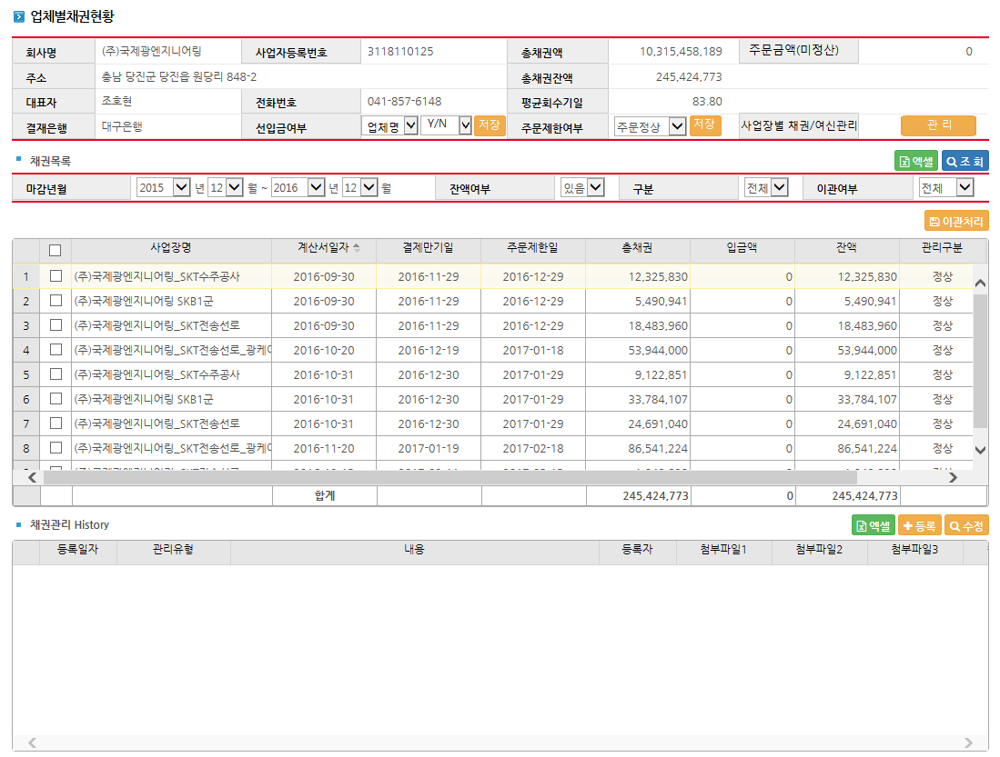 업체별채권현황
회사명 (주)국제광엔지니어링 사업자등록번호 3118110125 총채권액 10,315,458,189 주문금액(미정산) 0
주소 충남 당진군 당진읍 원당리 848-2 총채권잔액 245,424,773
대표자 조호현 전화번호 041-857-6148 평균회수기일 83.80
결재은행 대구은행 선입금여부 업체명 Y/N 저장 주문제한여부 주문정상 저장 사업장별 채권/여신관리 관 리
채권목록 엑셀 조 회
마감년월 2015 년 12 월 ~ 2016 년 12 월 잔액여부 있음 구분 전체 이관여부 전체
이관처리
사업장명 계산서일자 결제만기일 주문제한일 총채권 입금액 잔액 관리구분
1 (주)국제광엔지니어링_SKT수주공사 2016-09-30 2016-11-29 2016-12-29 12,325,830 0 12,325,830 정상
2 (주)국제광엔지니어링 SKB1군 2016-09-30 2016-11-29 2016-12-29 5,490,941 0 5,490,941 정상
3 (주)국제광엔지니어링_SKT전송선로 2016-09-30 2016-11-29 2016-12-29 18,483,960 0 18,483,960 정상
4 (주)국제광엔지니어링_SKT전송선로_광케이 2016-10-20 2016-12-19 2017-01-18 53,944,000 0 53,944,000 정상
5 (주)국제광엔지니어링_SKT수주공사 2016-10-31 2016-12-30 2017-01-29 9,122,851 0 9,122,851 정상
6 (주)국제광엔지니어링 SKB1군 2016-10-31 2016-12-30 2017-01-29 33,784,107 0 33,784,107 정상
7 (주)국제광엔지니어링_SKT전송선로 2016-10-31 2016-12-30 2017-01-29 24,691,040 0 24,691,040 정상
8 (주)국제광엔지니어링_SKT전송선로_광케이 2016-11-20 2017-01-19 2017-02-18 86,541,224 0 86,541,224 정상
합계 245,424,773 0 245,424,773
채권관리 History 엑셀 등록 수정
등록일자 관리유형 내용 등록자 첨부파일1 첨부파일2 첨부파일3